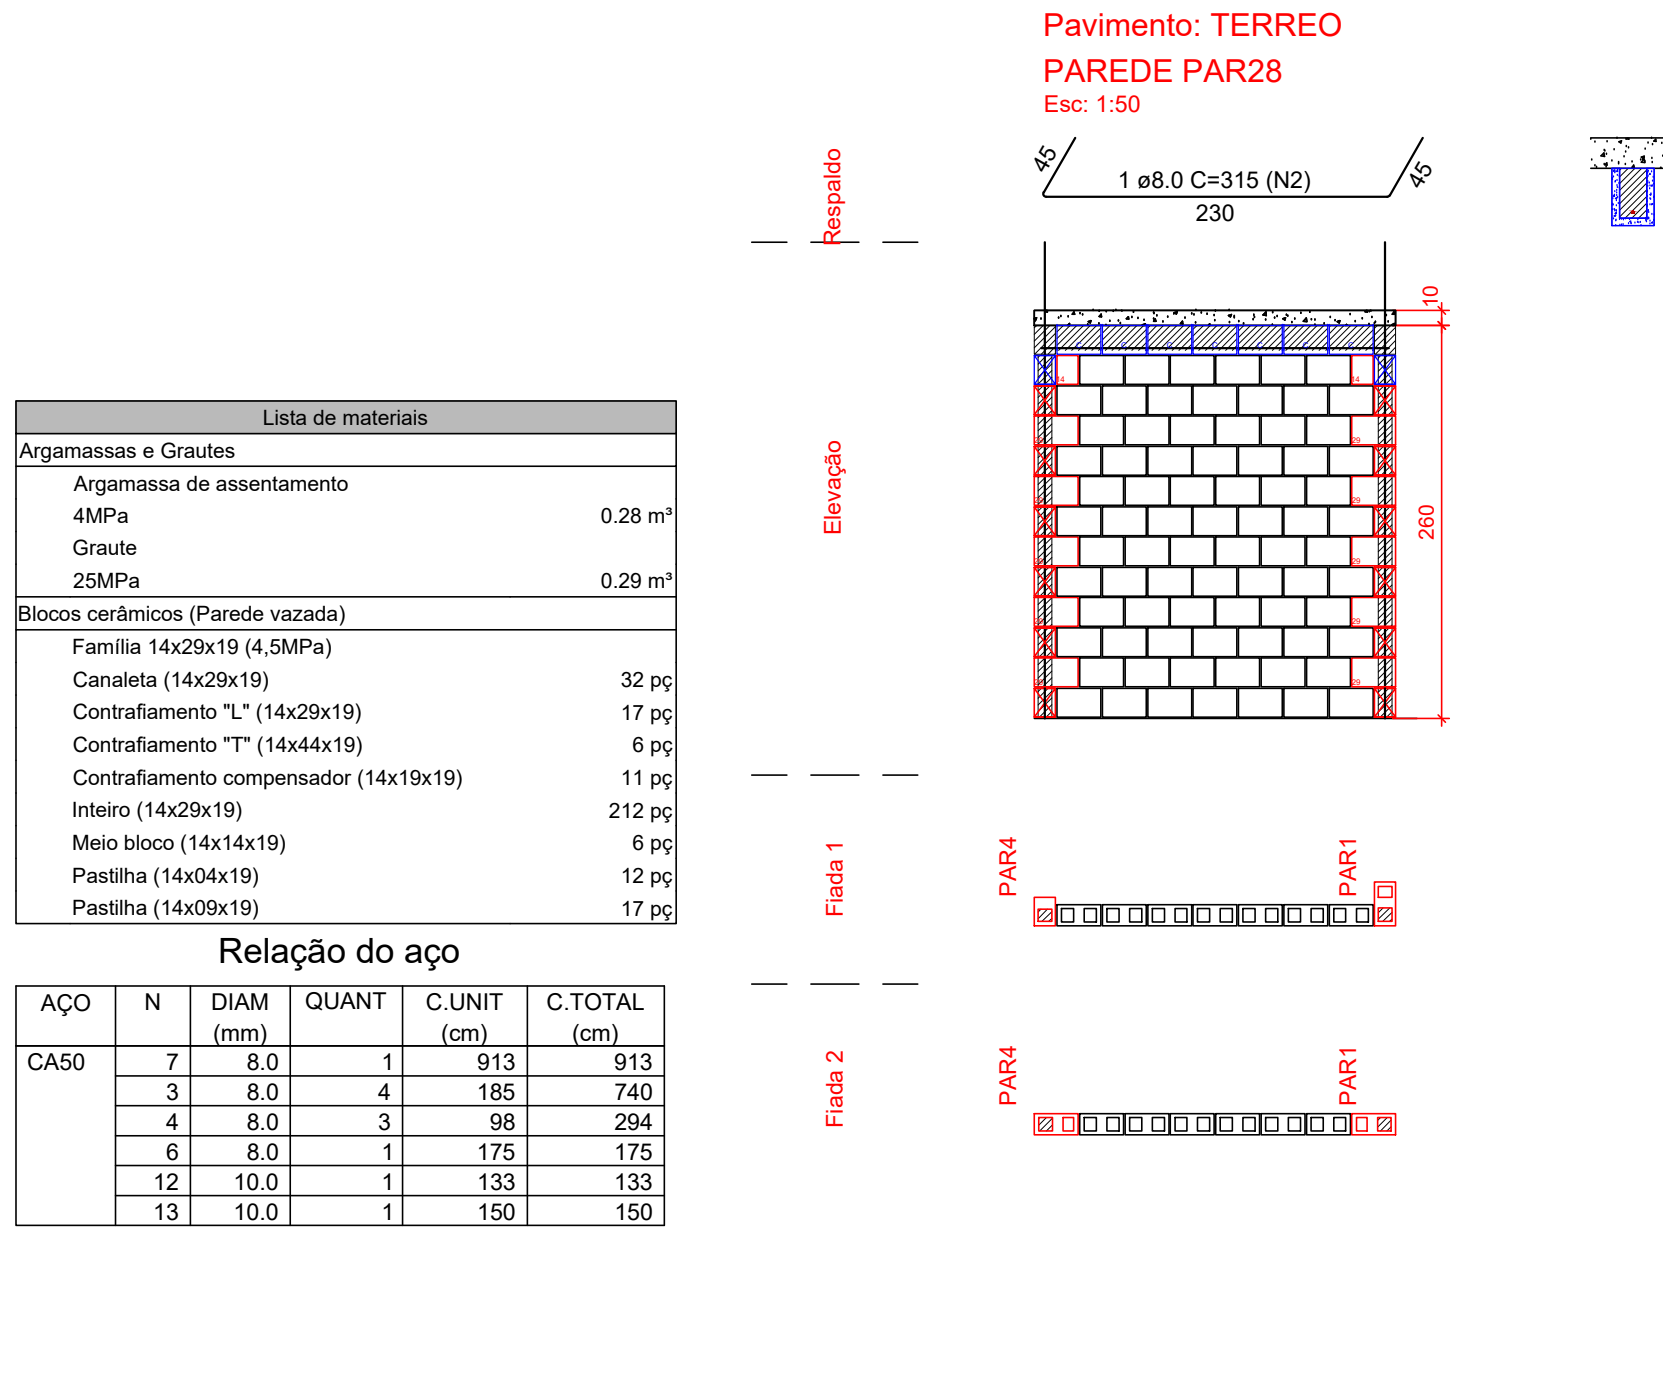 Pavimento: TERREO
PAREDE PAR28
Esc: 1:50
Respaldo
45
1 ø8.0 C=315 (N2)
45
230
10
C C C C C C C
14 14
29
29
29
29
29
260
Elevação
Lista de materiais
Argamassas e Grautes
Argamassa de assentamento
4MPa 0.28 m³
Graute
25MPa 0.29 m³
Blocos cerâmicos (Parede vazada)
Família 14x29x19 (4,5MPa)
Canaleta (14x29x19) 32 pç
Contrafiamento "L" (14x29x19) 17 pç
Contrafiamento "T" (14x44x19) 6 pç
Contrafiamento compensador (14x19x19) 11 pç
Inteiro (14x29x19) 212 pç
Meio bloco (14x14x19) 6 pç
Pastilha (14x04x19) 12 pç
Pastilha (14x09x19) 17 pç
Fiada 1
PAR4
PAR1
Relação do aço
AÇO N DIAM QUANT C.UNIT C.TOTAL
(mm) (cm) (cm)
CA50 7 8.0 1 913 913
3 8.0 4 185 740
4 8.0 3 98 294
6 8.0 1 175 175
12 10.0 1 133 133
13 10.0 1 150 150
Fiada 2
PAR4
PAR1